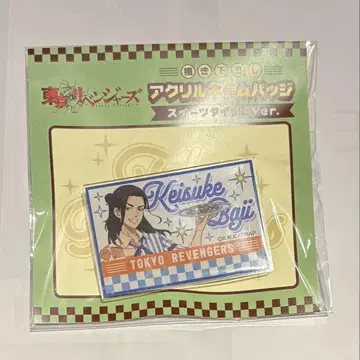 描き下ろし
東京リベンジャーズ
アクリルネームバッジ
スイーツダイナーVer.
Keisuke
Baji
TOKYO REVENGERS